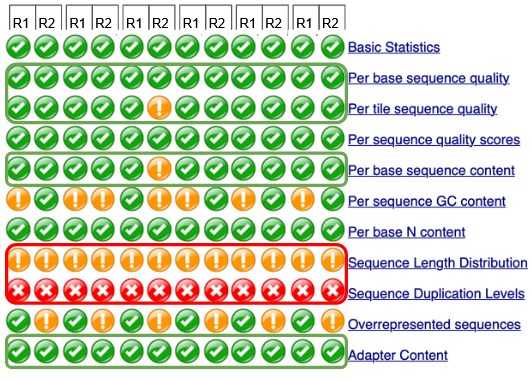 R1 R2 R1 R2 R1 R2 R1 R2 R1 R2 R1 R2
Basic Statistics
Per base sequence quality
Per tile sequence quality
Per sequence quality scores
Per base sequence content
Per sequence GC content
Per base N content
Sequence Length Distribution
Sequence Duplication Levels
Overrepresented sequences
Adapter Content